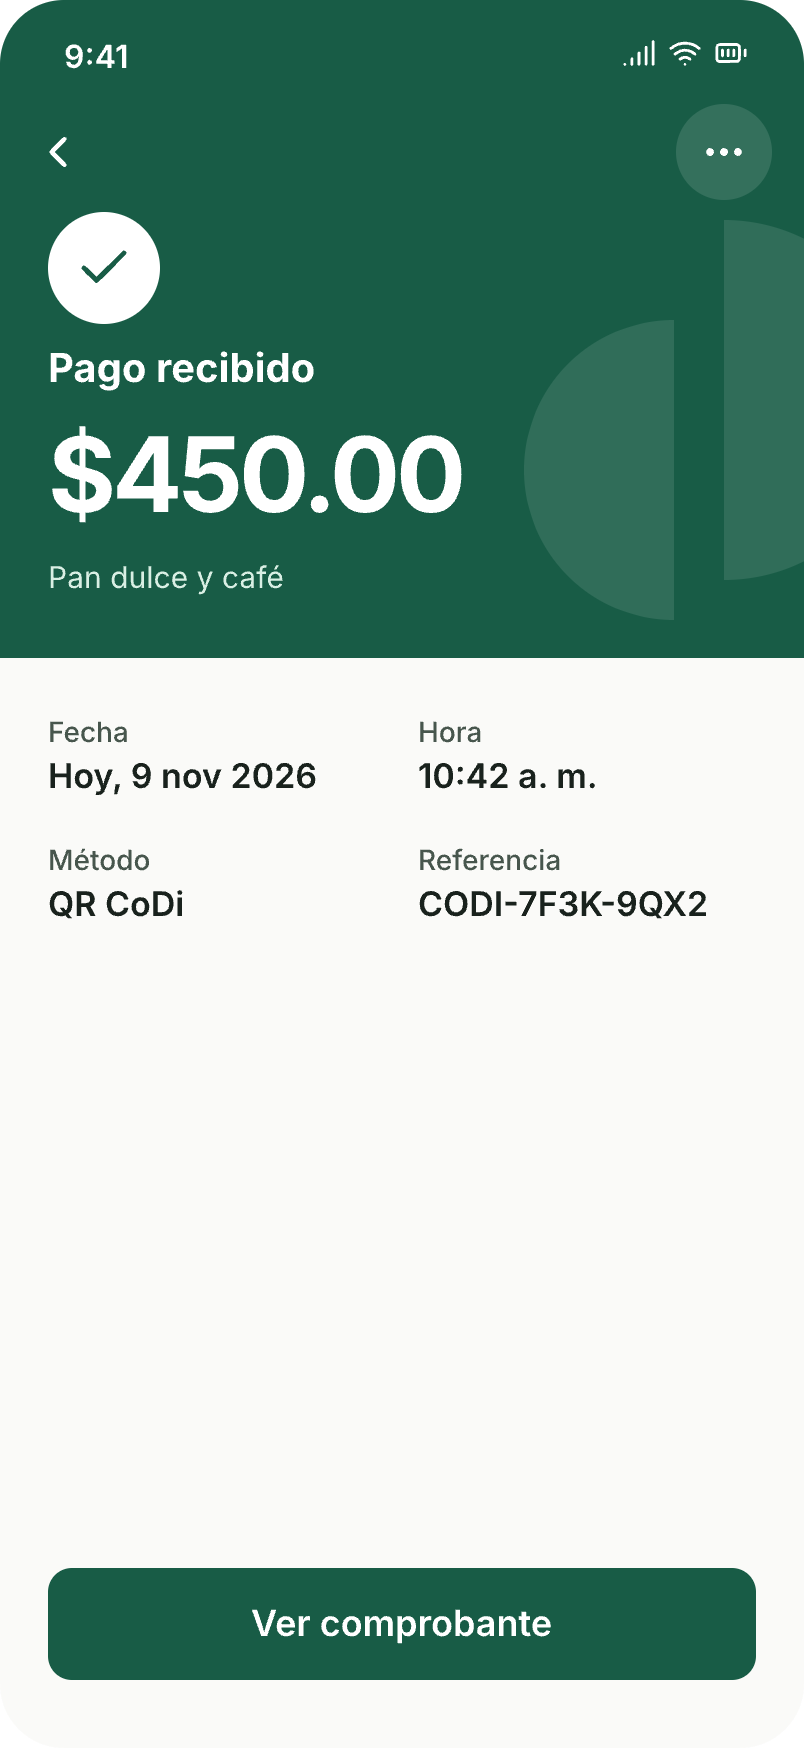 9:41
Pago recibido
$450.00
Pan dulce y café
Fecha
Hora
Hoy, 9 nov 2026
10:42 a. m.
Método
Referencia
QR CoDi
CODI-7F3K-9QX2
Ver comprobante